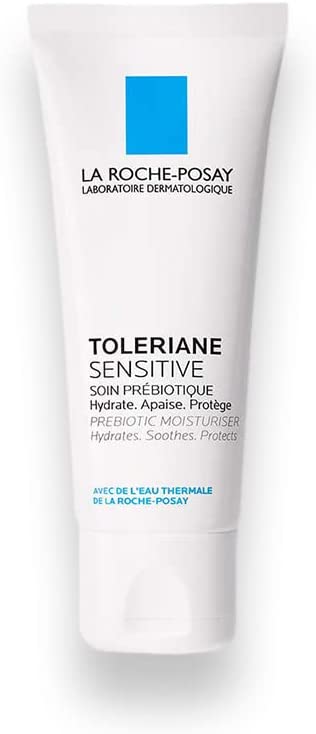 LA ROCHE-POSAY
LABORATOIRE DERMATOLOGIQUE
TOLERIANE
SENSITIVE
SOIN PRÉBIOTIQUE
Hydrate. Apaise. Protège
PREBIOTIC MOISTURISER
Hydrates. Soothes. Protects
AVEC DE L'EAU THERMALE
DE LA ROCHE-POSAY